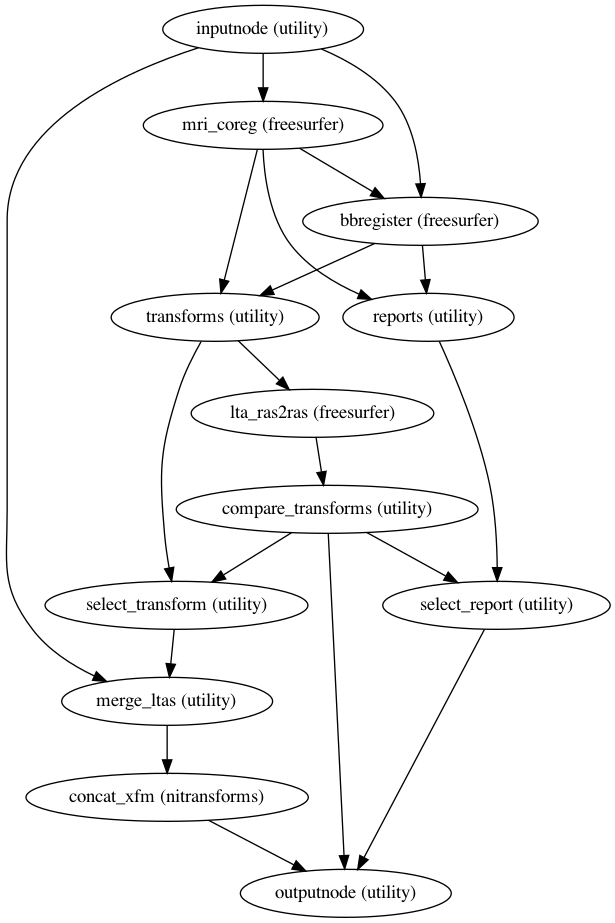 inputnode (utility)
mri_coreg (freesurfer)
bbregister (freesurfer)
transforms (utility)
reports (utility)
lta_ras2ras (freesurfer)
compare_transforms (utility)
select_transform (utility)
select_report (utility)
merge_ltas (utility)
concat_xfm (nitransforms)
outputnode (utility)